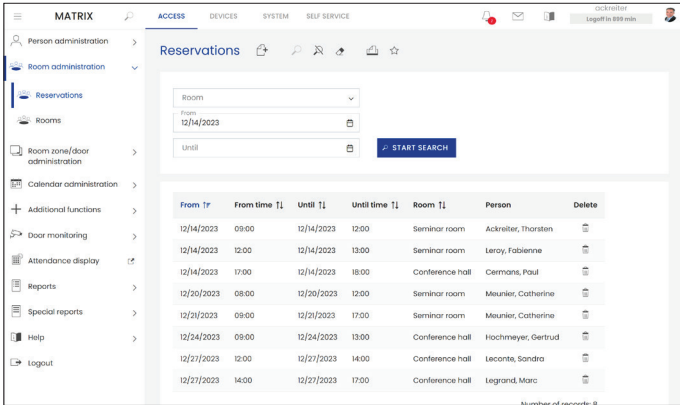 MATRIX
ACCESS DEVICES SYSTEM SELF SERVICE
ackreiter
Logoff in 899 min
Person administration
Room administration
Reservations
Rooms
Room zone/door
administration
Calendar administration
Additional functions
Door monitoring
Attendance display
Reports
Special reports
Help
Logout
Reservations
Room
From
12/14/2023
Until
START SEARCH
From From time Until Until time Room Person Delete
12/14/2023 09:00 12/14/2023 12:00 Seminar room Ackreiter, Thorsten
12/14/2023 12:00 12/14/2023 13:00 Seminar room Leroy, Fabienne
12/14/2023 17:00 12/14/2023 18:00 Conference hall Cermans, Paul
12/20/2023 08:00 12/20/2023 12:00 Seminar room Meunier, Catherine
12/21/2023 09:00 12/21/2023 17:00 Seminar room Meunier, Catherine
12/24/2023 09:00 12/24/2023 13:00 Conference hall Hochmeyer, Gertrud
12/27/2023 12:00 12/27/2023 14:00 Conference hall Leconte, Sandra
12/27/2023 14:00 12/27/2023 17:00 Conference hall Legrand, Marc
Number of records: 8